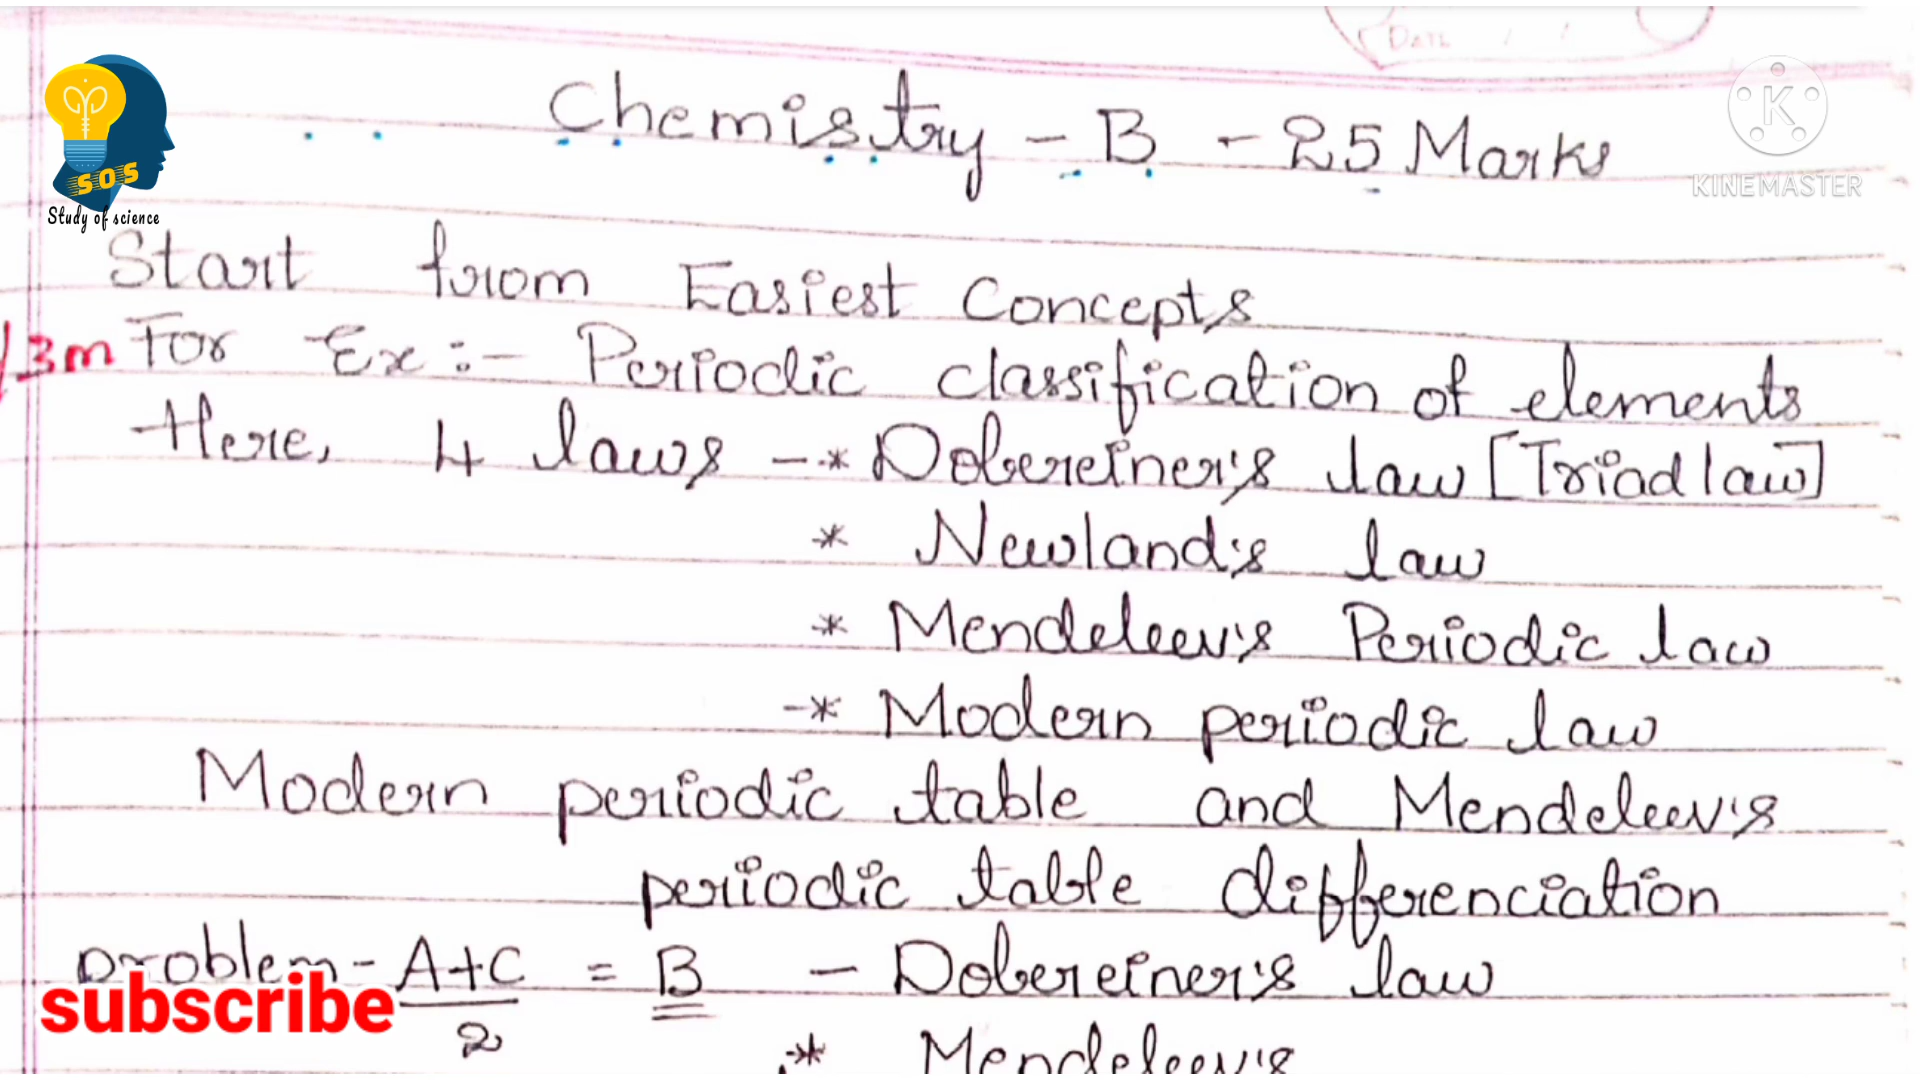 DATE / /
Chemistry - B - 25 Marks
K
KINEMASTER
SOS
Study of science
Start from Easiest Concepts
/3m For Ex :- Periodic classification of elements
Here, 4 laws - * Dobereiner's law [Triad law]
* Newland's law
* Mendeleev's Periodic law
-* Modern periodic law
Modern periodic table and Mendeleev's
periodic table differenciation
problem - A+C/2 = B - Dobereiner's law
subscribe
* Mendeleev's